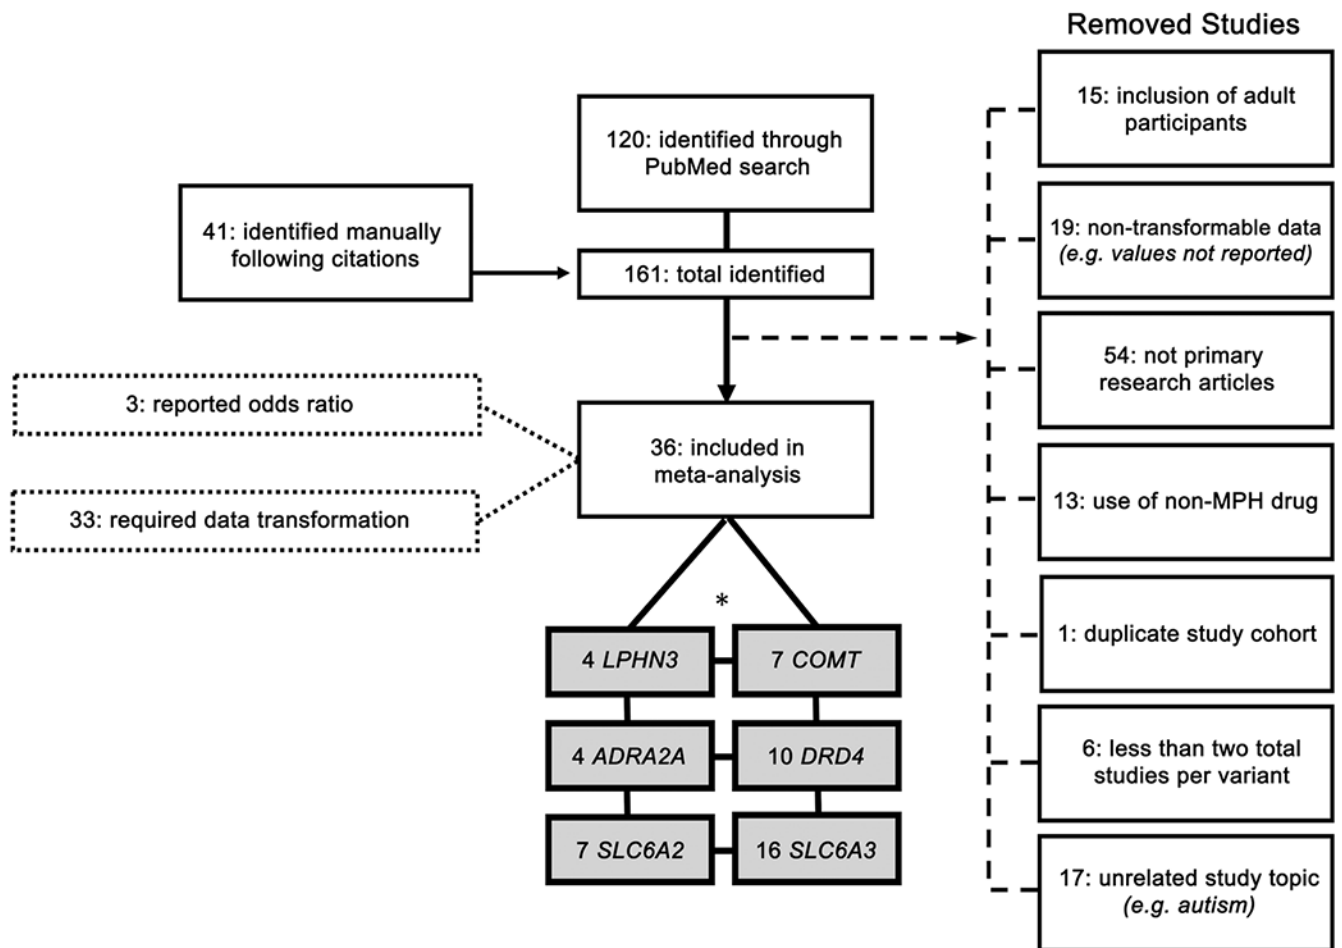 Removed Studies
120: identified through
PubMed search
41: identified manually
following citations
161: total identified
3: reported odds ratio
33: required data transformation
36: included in
meta-analysis
*
4 LPHN3
7 COMT
4 ADRA2A
10 DRD4
7 SLC6A2
16 SLC6A3
15: inclusion of adult
participants
19: non-transformable data
(e.g. values not reported)
54: not primary
research articles
13: use of non-MPH drug
1: duplicate study cohort
6: less than two total
studies per variant
17: unrelated study topic
(e.g. autism)